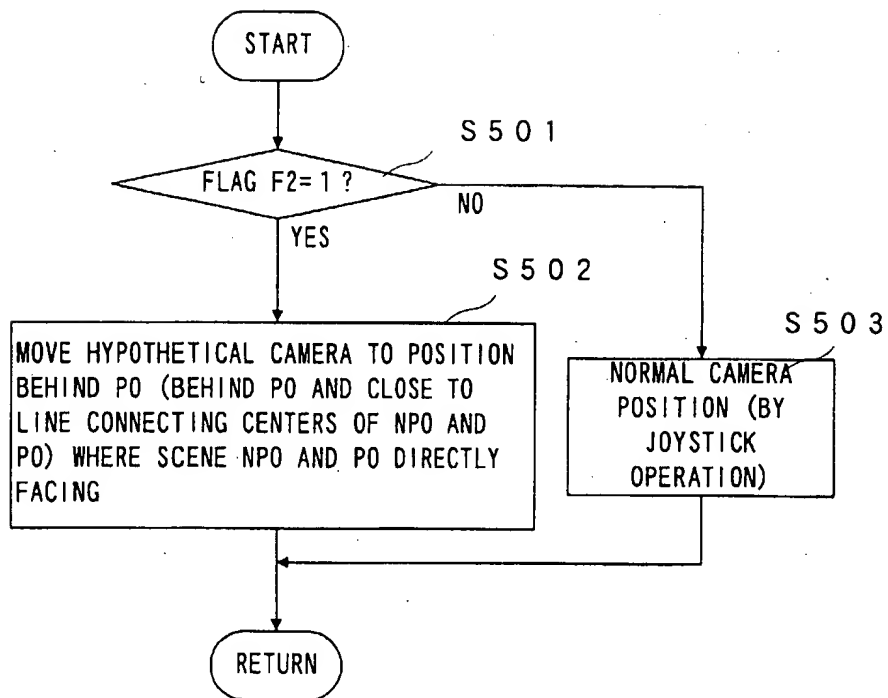 START
S501
FLAG F2=1?
NO
YES
S502
MOVE HYPOTHETICAL CAMERA TO POSITION
BEHIND PO (BEHIND PO AND CLOSE TO
LINE CONNECTING CENTERS OF NPO AND
PO) WHERE SCENE NPO AND PO DIRECTLY
FACING
S503
NORMAL CAMERA
POSITION (BY
JOYSTICK
OPERATION)
RETURN